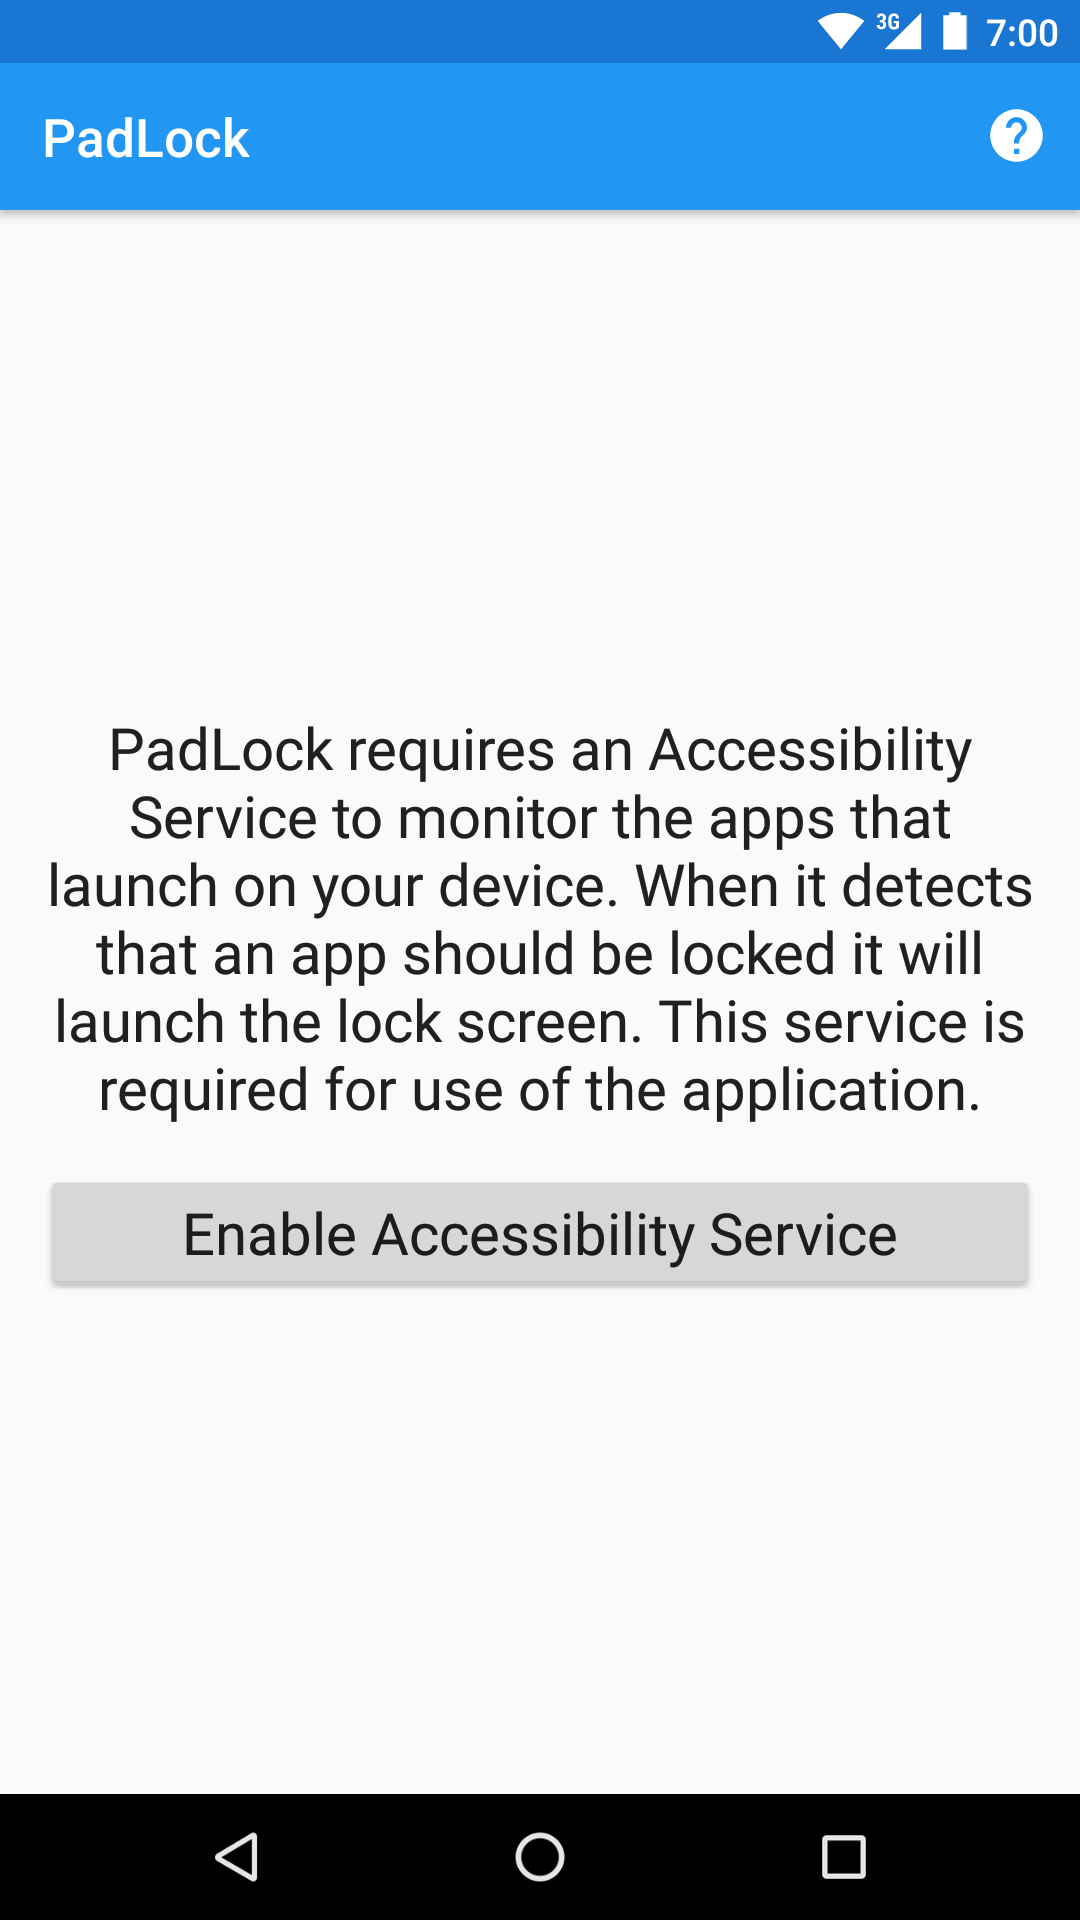 3G 7:00
PadLock ?
PadLock requires an Accessibility
Service to monitor the apps that
launch on your device. When it detects
that an app should be locked it will
launch the lock screen. This service is
required for use of the application.
Enable Accessibility Service